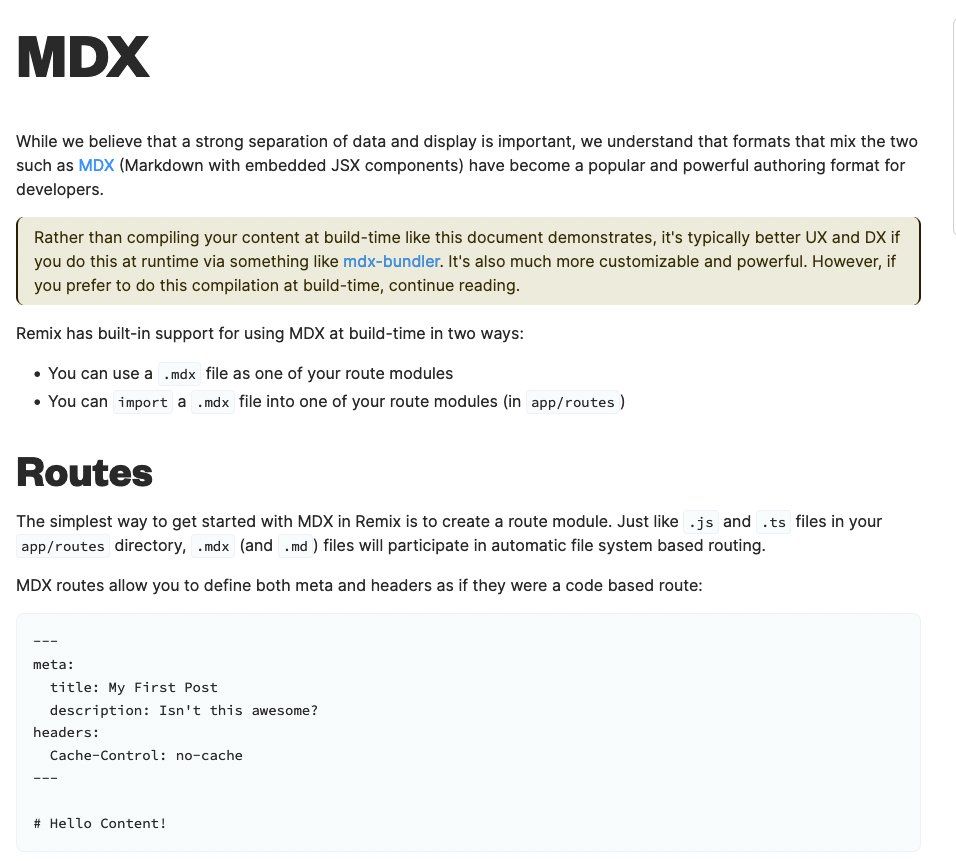 MDX
While we believe that a strong separation of data and display is important, we understand that formats that mix the two
such as MDX (Markdown with embedded JSX components) have become a popular and powerful authoring format for
developers.
Rather than compiling your content at build-time like this document demonstrates, it's typically better UX and DX if
you do this at runtime via something like mdx-bundler. It's also much more customizable and powerful. However, if
you prefer to do this compilation at build-time, continue reading.
Remix has built-in support for using MDX at build-time in two ways:
• You can use a .mdx file as one of your route modules
• You can import a .mdx file into one of your route modules (in app/routes )
Routes
The simplest way to get started with MDX in Remix is to create a route module. Just like .js and .ts files in your
app/routes directory, .mdx (and .md ) files will participate in automatic file system based routing.
MDX routes allow you to define both meta and headers as if they were a code based route:
---
meta:
  title: My First Post
  description: Isn't this awesome?
headers:
  Cache-Control: no-cache
---
# Hello Content!